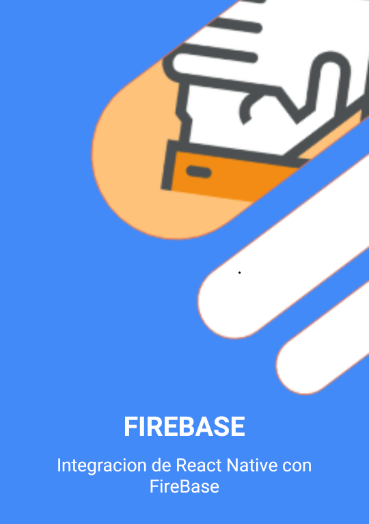 FIREBASE
Integracion de React Native con
FireBase